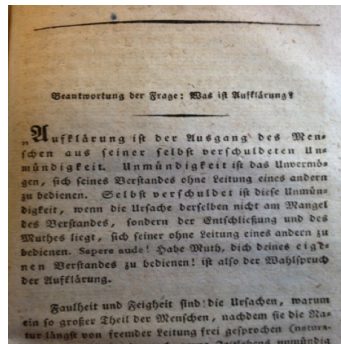 Beantwortung der Frage: Was ist Aufklärung?
„Aufklärung ist der Ausgang des Men-
schen aus seiner selbst verschuldeten Un-
mündigkeit. Unmündigkeit ist das Unvermö-
gen, sich seines Verstandes ohne Leitung eines andern
zu bedienen. Selbst verschuldet ist diese Unmün-
digkeit, wenn die Ursache derselben nicht am Mangel
des Verstandes, sondern der Entschließung und des
Muthes liegt, sich seiner ohne Leitung eines andern zu
bedienen. Sapere aude! Habe Muth, dich deines eige-
nen Verstandes zu bedienen! ist also der Wahlspruch
der Aufklärung.
Faulheit und Feigheit sind die Ursachen, warum
ein so großer Theil der Menschen, nachdem sie die Na-
tur längst von fremder Leitung frei gesprochen (natura-
unmündig